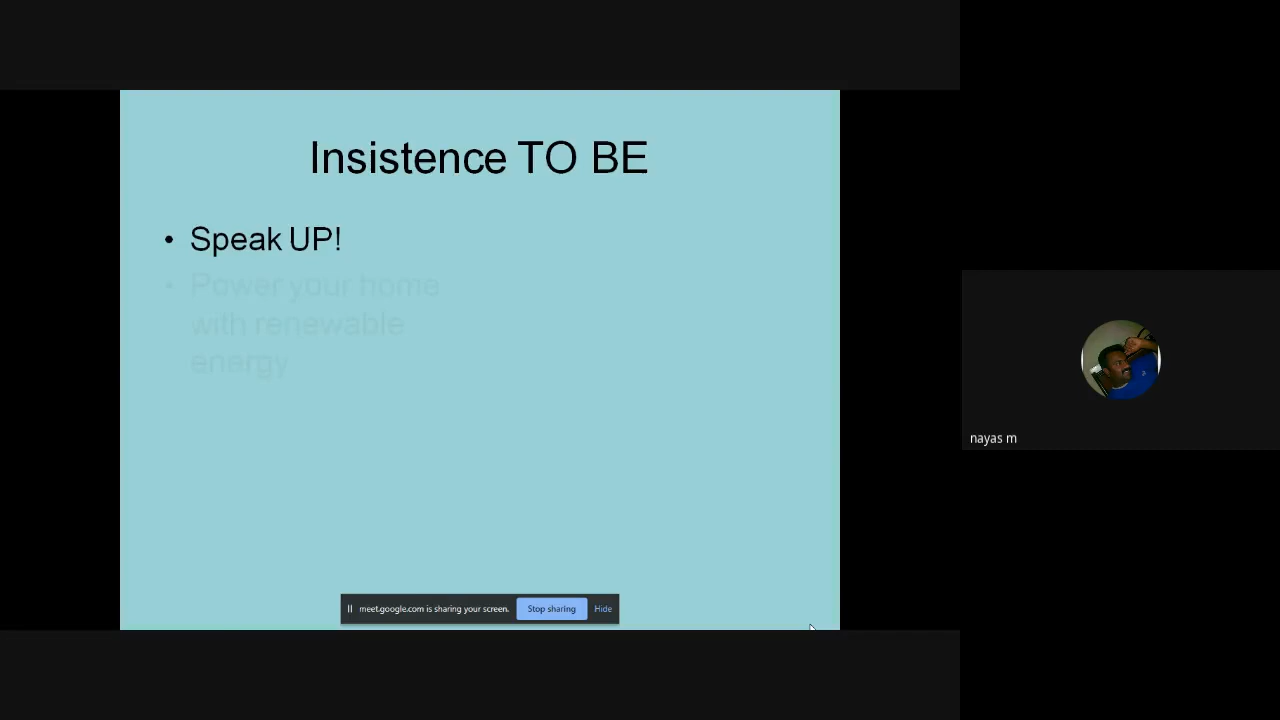 Insistence TO BE
• Speak UP!
• Power your home
with renewable
energy
meet.google.com is sharing your screen. Stop sharing Hide
nayas m